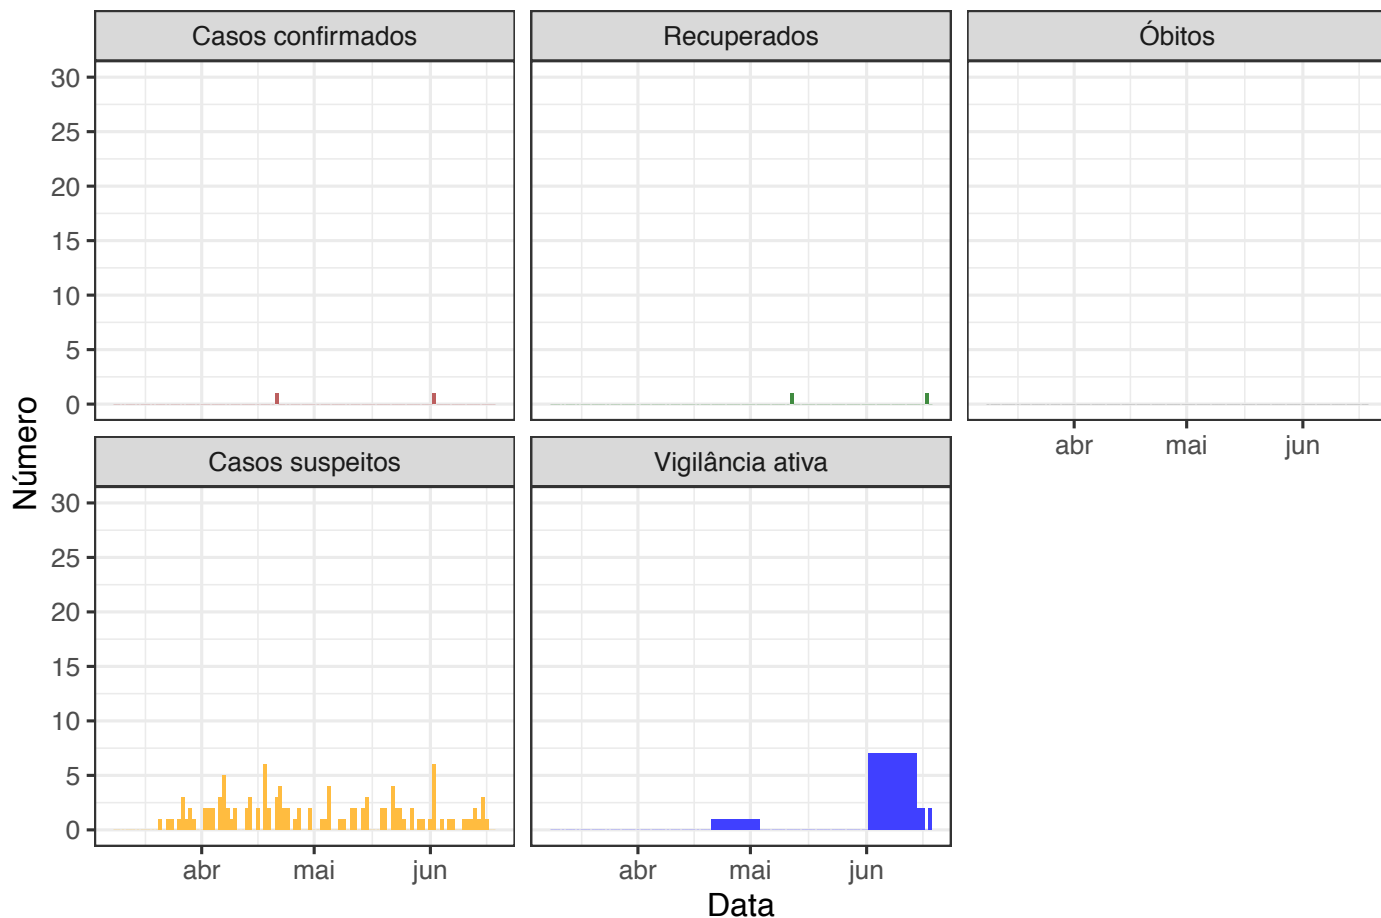 Casos confirmados
Recuperados
Óbitos
30
25
20
15
10
5
0
abr mai jun
Número
Casos suspeitos
Vigilância ativa
30
25
20
15
10
5
0
abr mai jun
abr mai jun
Data